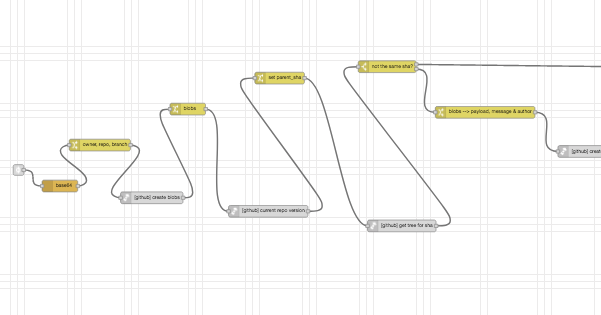 base64
owner, repo, branch
[github] create blobs
blobs
[github] current repo version
set parent_sha
[github] get tree for sha
not the same sha?
blobs --> payload, message & author
[github] create